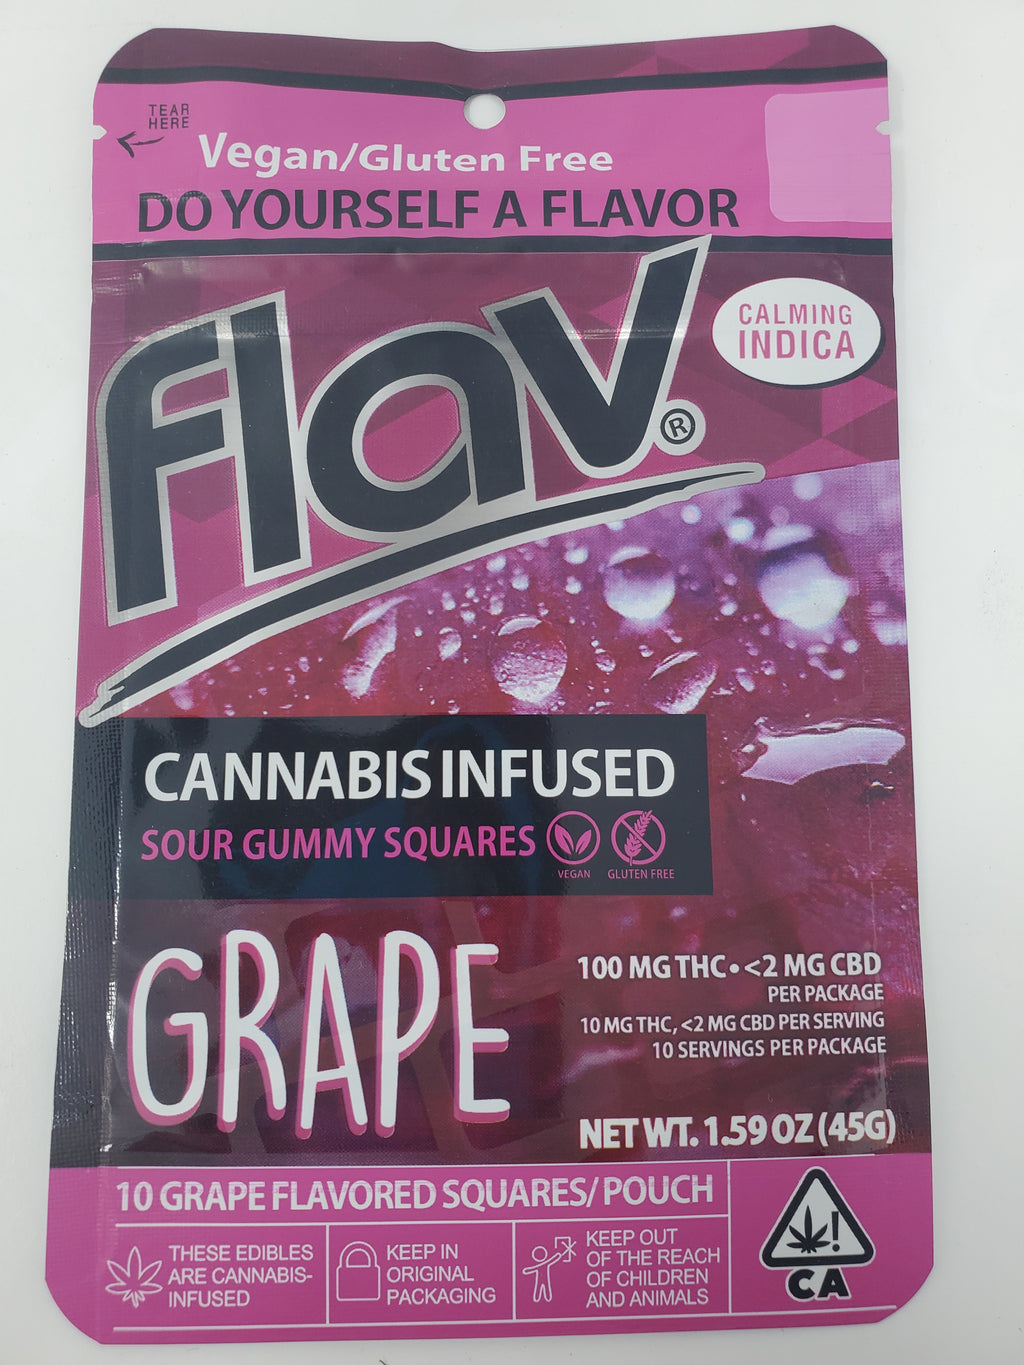 TEAR
HERE
Vegan/Gluten Free
DO YOURSELF A FLAVOR
flav®
CALMING
INDICA
CANNABIS INFUSED
SOUR GUMMY SQUARES
VEGAN
GLUTEN FREE
GRAPE
100 MG THC • <2 MG CBD
PER PACKAGE
10 MG THC, <2 MG CBD PER SERVING
10 SERVINGS PER PACKAGE
NET WT. 1.59 OZ (45G)
10 GRAPE FLAVORED SQUARES/POUCH
THESE EDIBLES
ARE CANNABIS-
INFUSED
KEEP IN
ORIGINAL
PACKAGING
KEEP OUT
OF THE REACH
OF CHILDREN
AND ANIMALS
!
CA